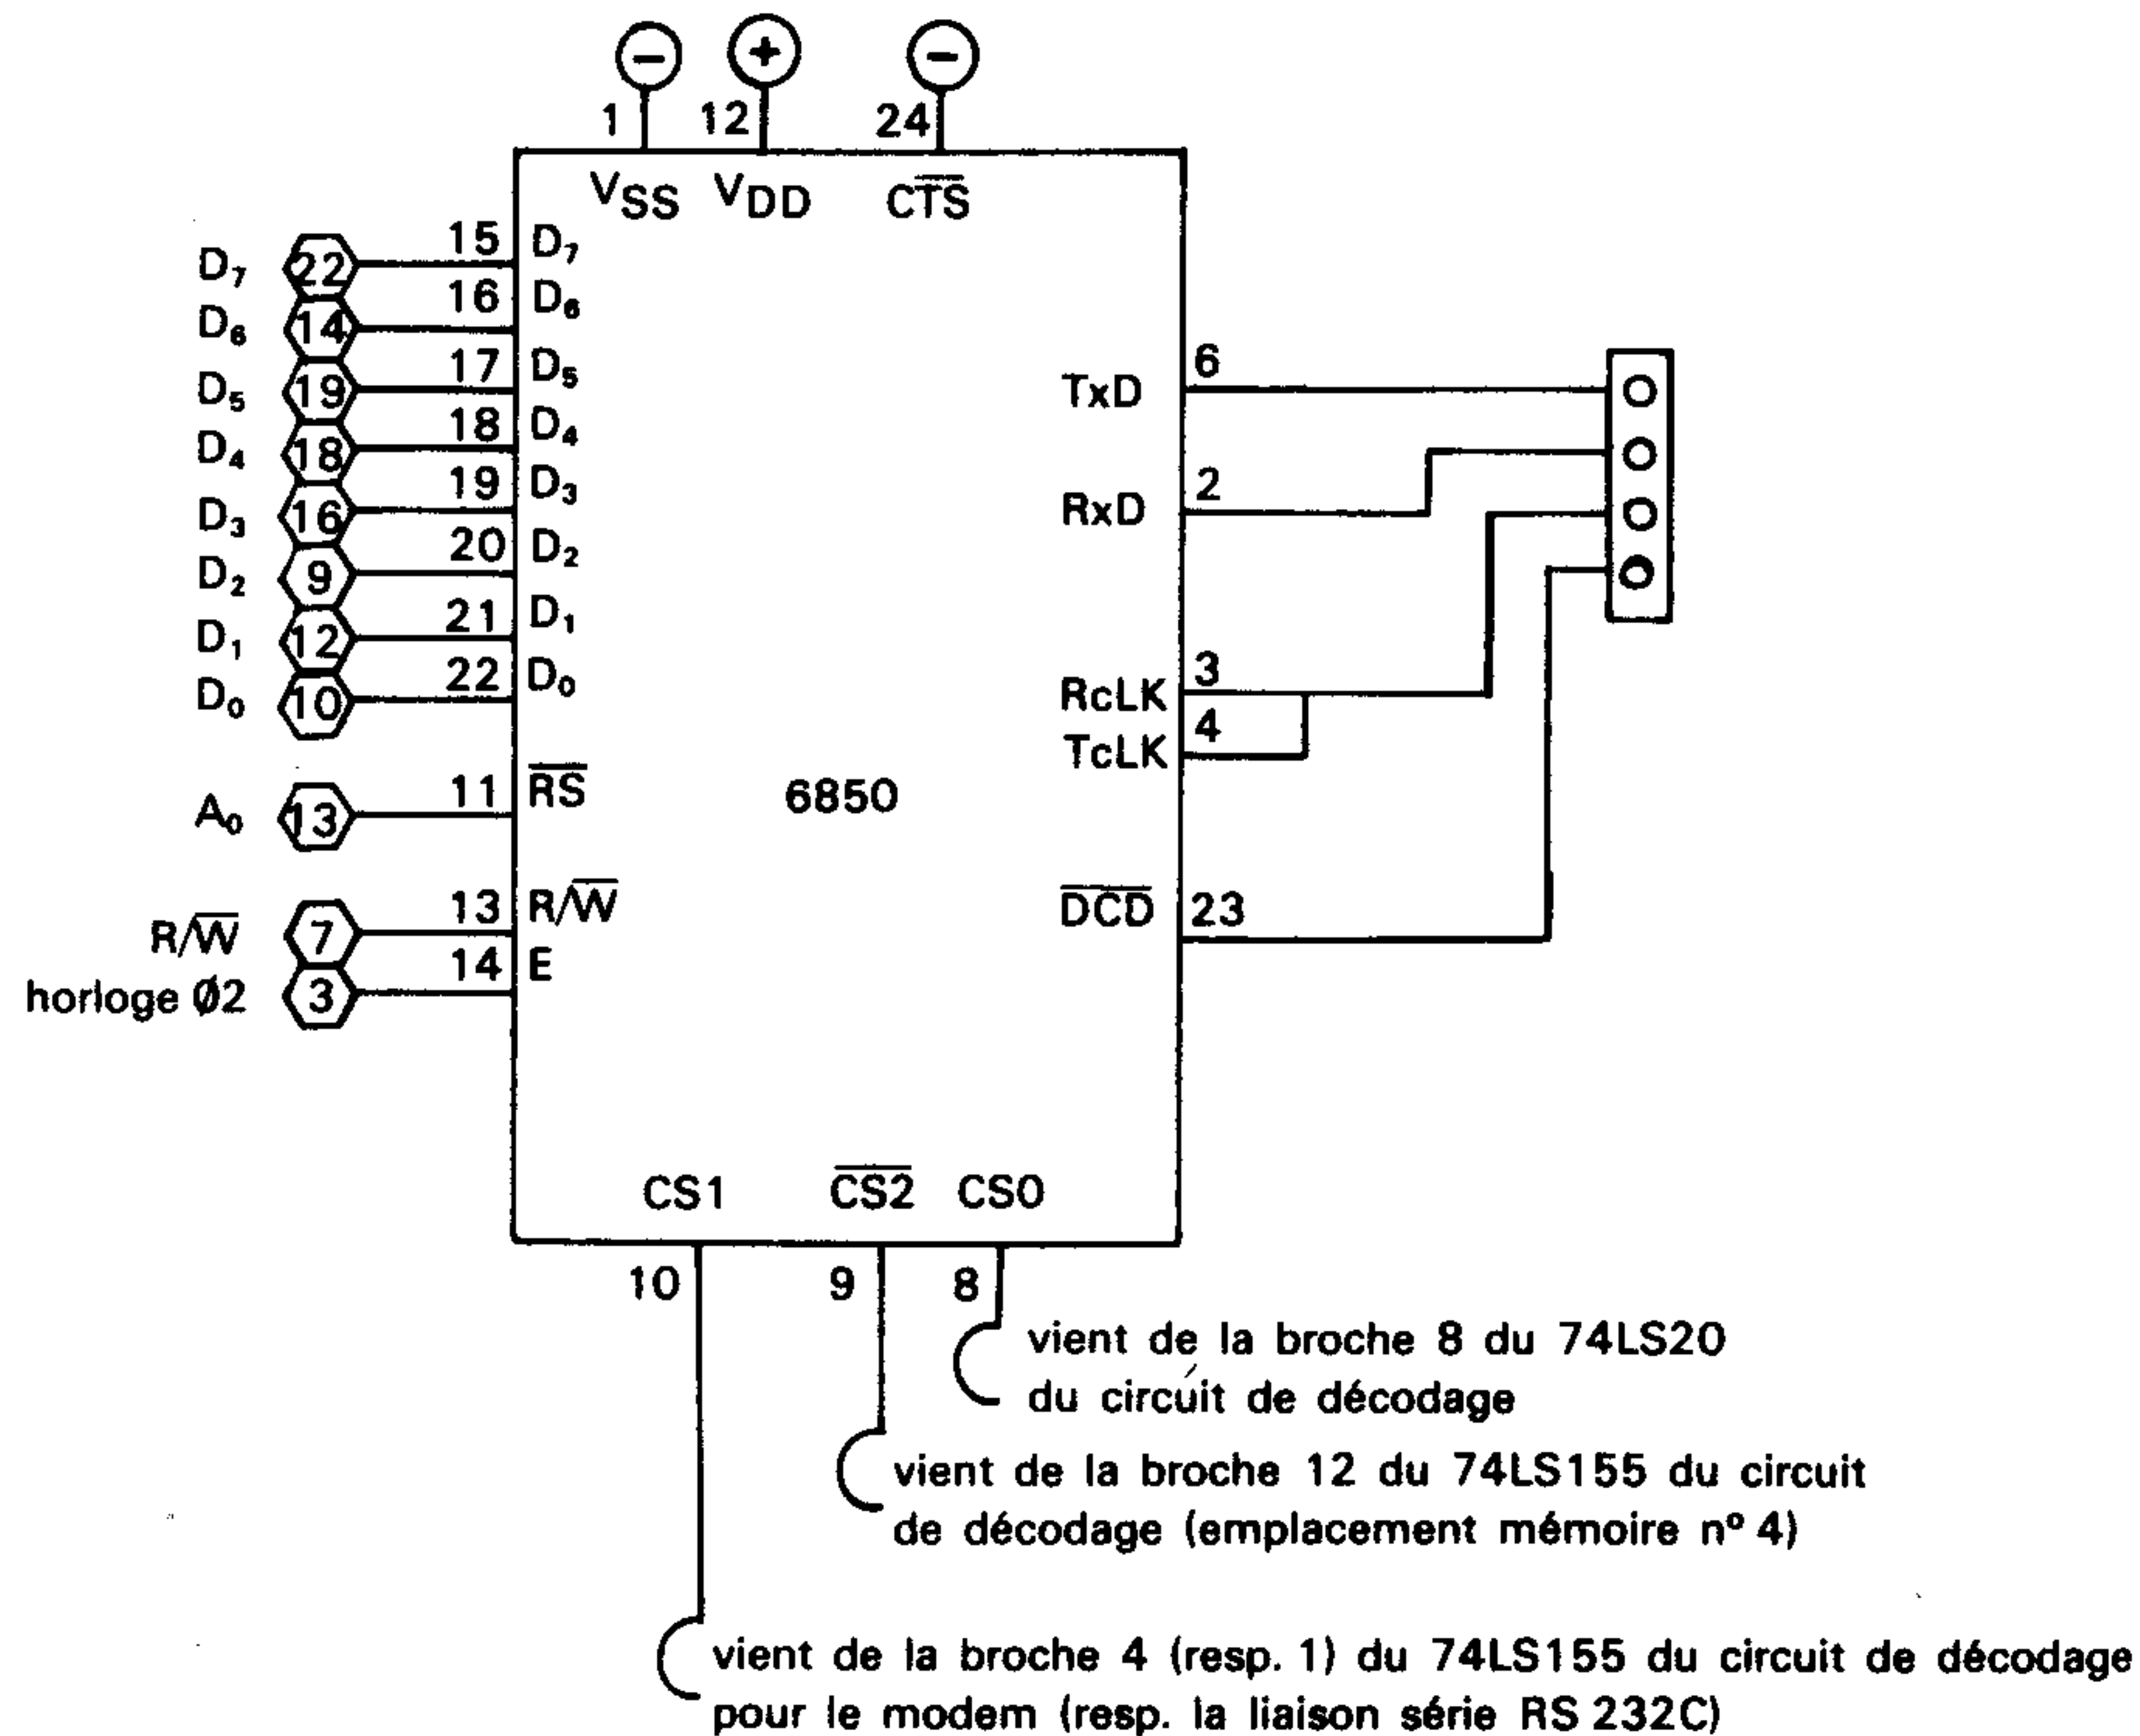 − + −
1 12 24
VSS VDD CTS
D7 22 15 D7
D6 14 16 D6
D5 19 17 D5
D4 18 18 D4
D3 16 19 D3
D2 9 20 D2
D1 12 21 D1
D0 10 22 D0
A0 13 11 RS
R/W 7 13 R/W
horloge Ø2 3 14 E
6850
TxD 6
RxD 2
RcLK 3
TcLK 4
DCD 23
CS1 CS2 CS0
10 9 8
vient de la broche 8 du 74LS20
du circuit de décodage
vient de la broche 12 du 74LS155 du circuit
de décodage (emplacement mémoire nº 4)
vient de la broche 4 (resp. 1) du 74LS155 du circuit de décodage
pour le modem (resp. la liaison série RS 232C)